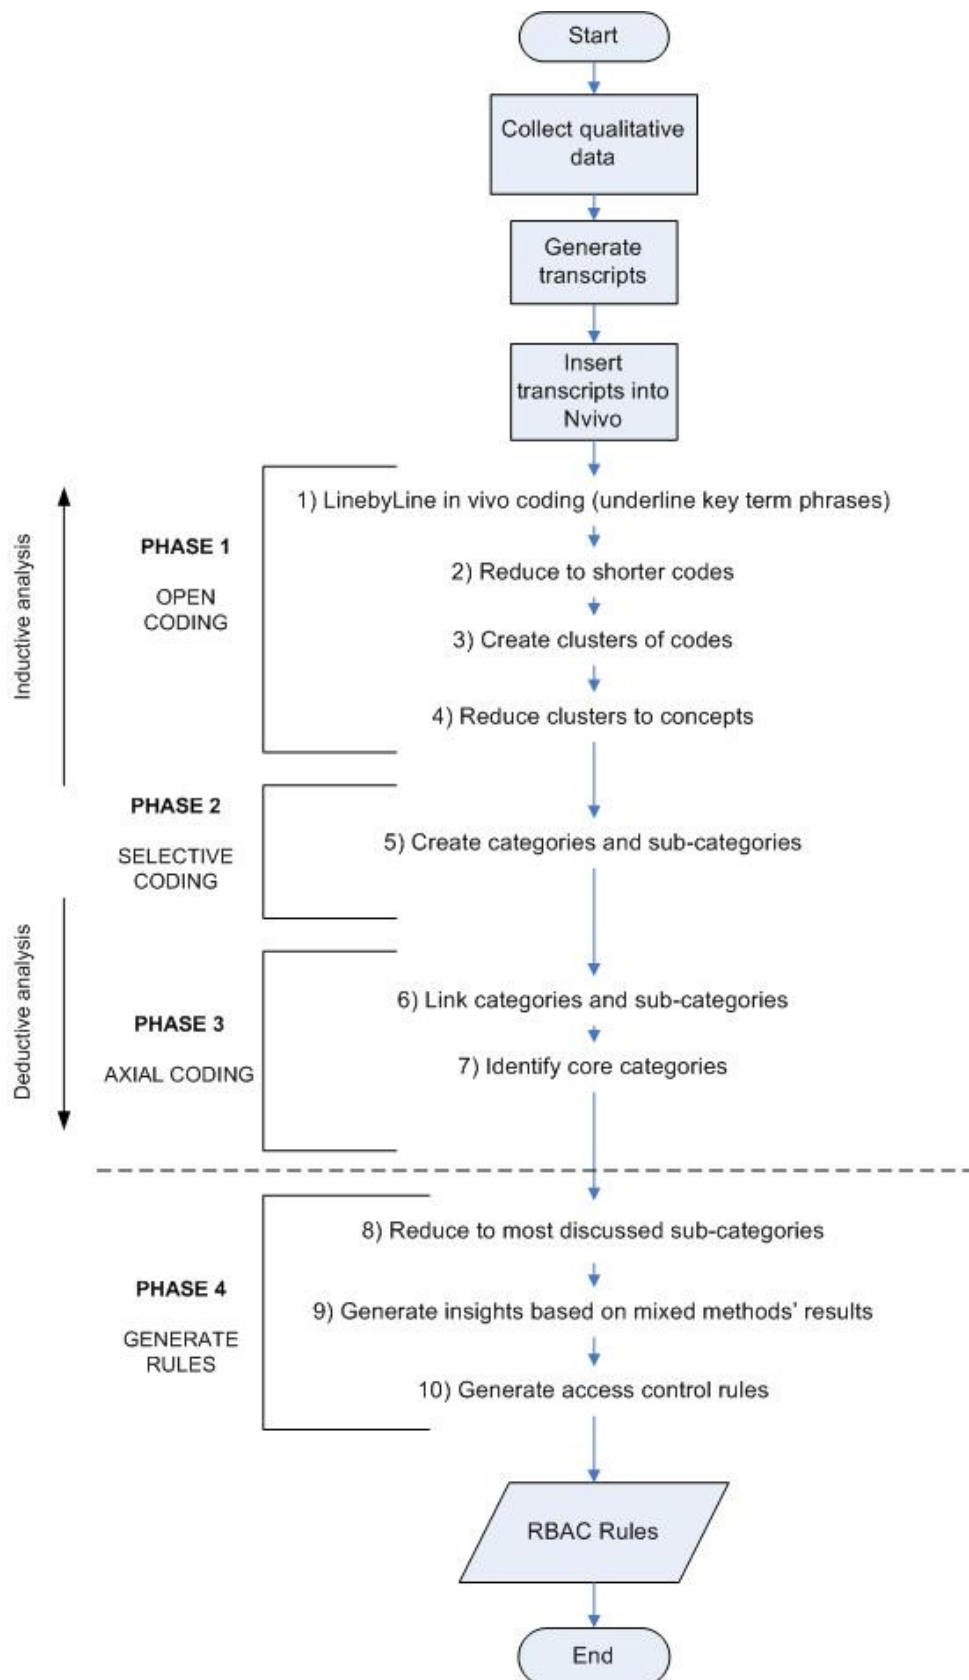 Start
Collect qualitative
data
Generate
transcripts
Insert
transcripts into
Nvivo
Inductive analysis
PHASE 1
OPEN
CODING
1) LinebyLine in vivo coding (underline key term phrases)
2) Reduce to shorter codes
3) Create clusters of codes
4) Reduce clusters to concepts
PHASE 2
SELECTIVE
CODING
5) Create categories and sub-categories
Deductive analysis
PHASE 3
AXIAL CODING
6) Link categories and sub-categories
7) Identify core categories
PHASE 4
GENERATE
RULES
8) Reduce to most discussed sub-categories
9) Generate insights based on mixed methods' results
10) Generate access control rules
RBAC Rules
End